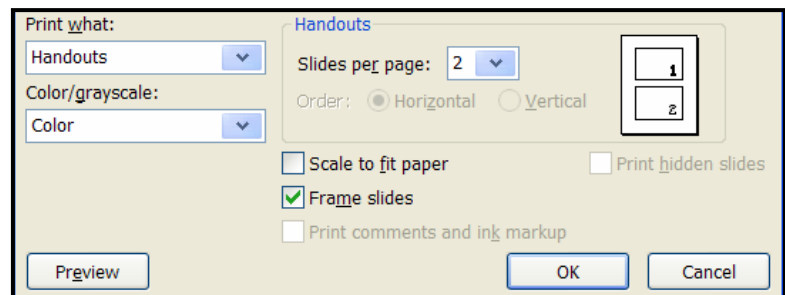 Print what:
Handouts
Handouts
Slides per page: 2
1
2
Color/grayscale:
Color
Order: Horizontal Vertical
Scale to fit paper Print hidden slides
Frame slides
Print comments and ink markup
Preview OK Cancel